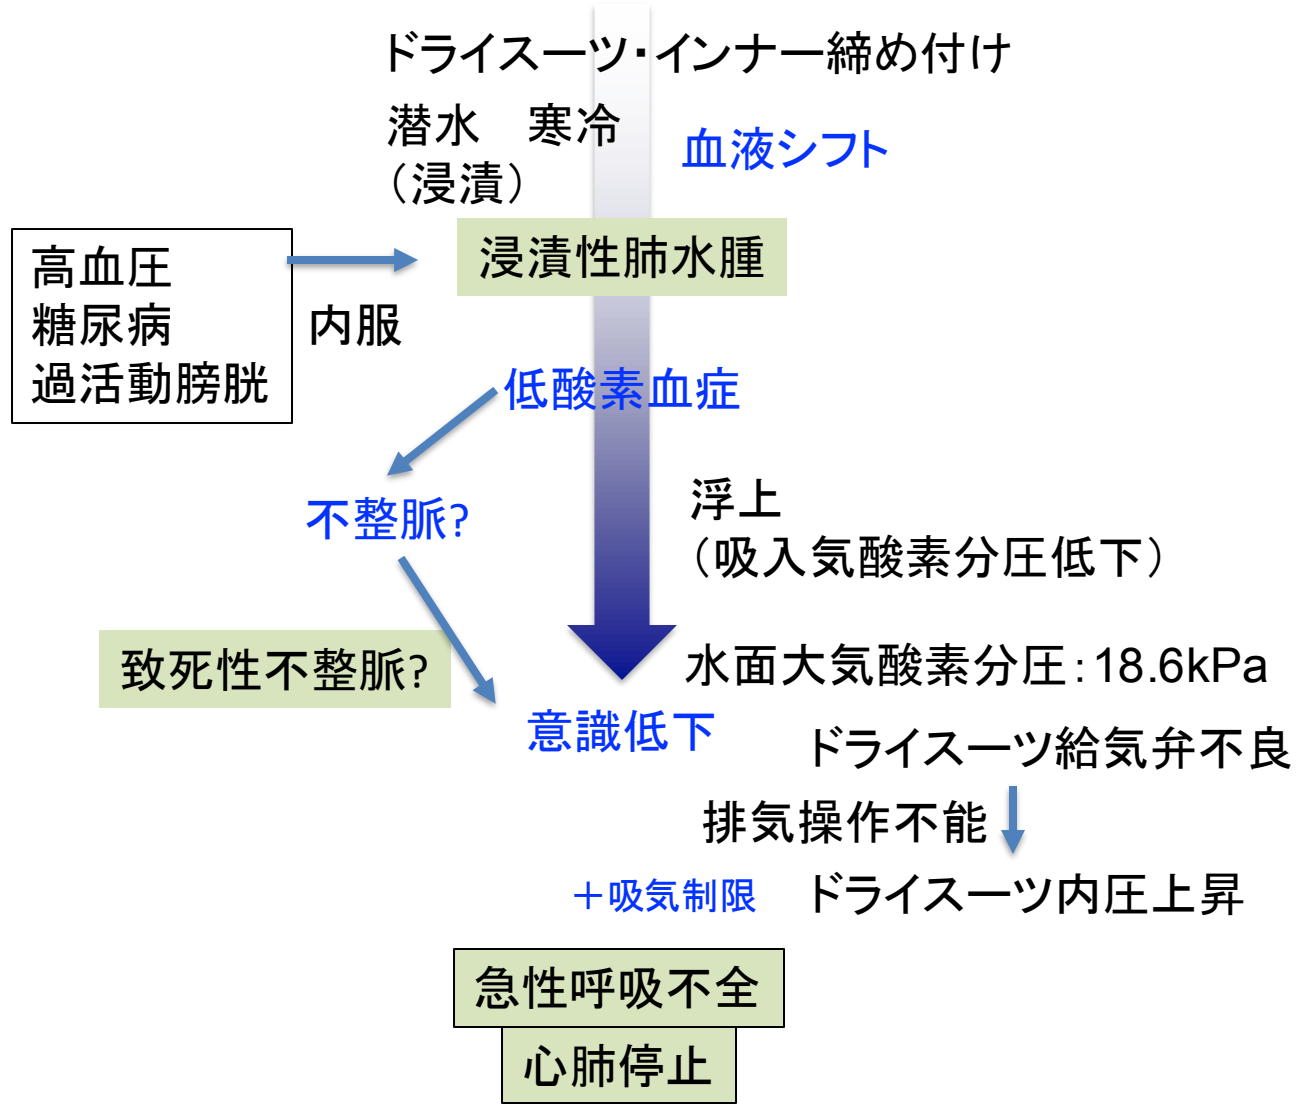 ドライスーツ・インナー締め付け
潜水　寒冷
（浸漬）
血液シフト
浸漬性肺水腫
高血圧
糖尿病
過活動膀胱
内服
低酸素血症
不整脈?
浮上
（吸入気酸素分圧低下）
致死性不整脈?
水面大気酸素分圧：18.6kPa
意識低下
ドライスーツ給気弁不良
排気操作不能
＋吸気制限
ドライスーツ内圧上昇
急性呼吸不全
心肺停止